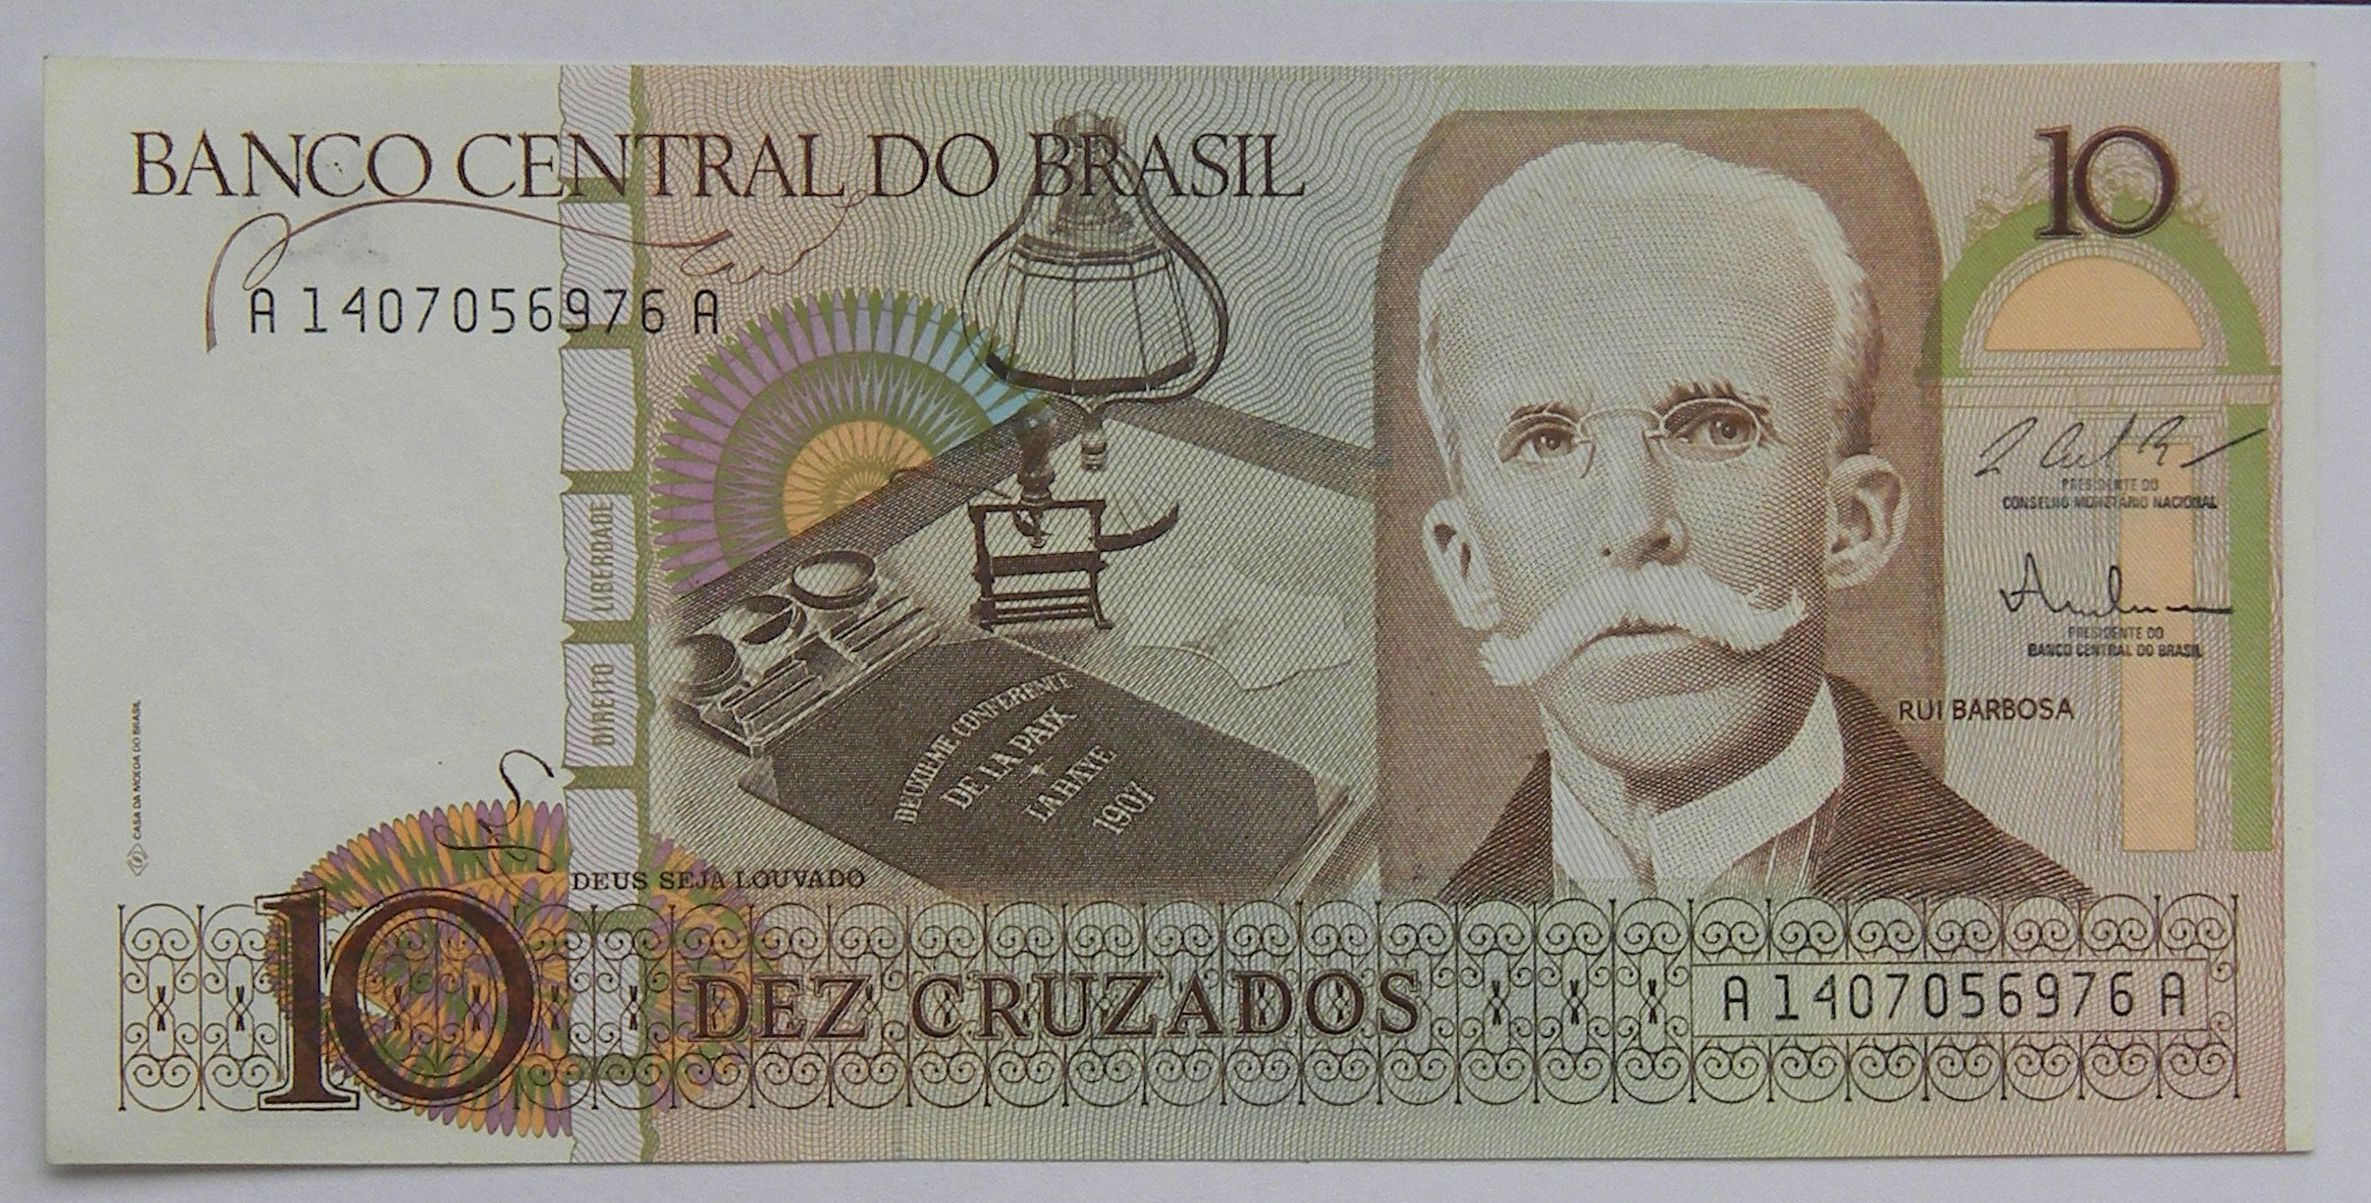 BANCO CENTRAL DO BRASIL
10
A 1407056976 A
PRESIDENTE DO
CONSELHO MONETÁRIO NACIONAL
LIBERDADE
DIREITO
PRESIDENTE DO
BANCO CENTRAL DO BRASIL
RUI BARBOSA
DEUXIEME CONFERENCE
DE LA PAIX
LA HAYE
1907
CASA DA MOEDA DO BRASIL
DEUS SEJA LOUVADO
10
DEZ CRUZADOS
A 1407056976 A